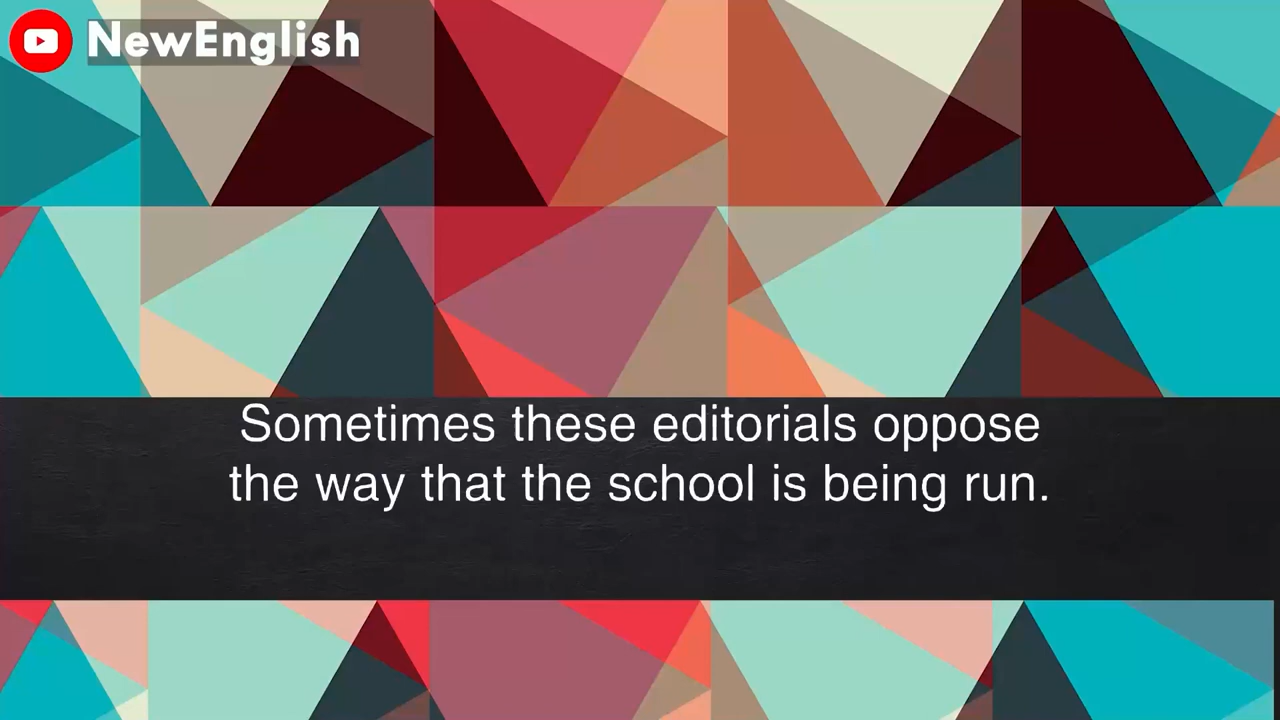 NewEnglish
Sometimes these editorials oppose
the way that the school is being run.